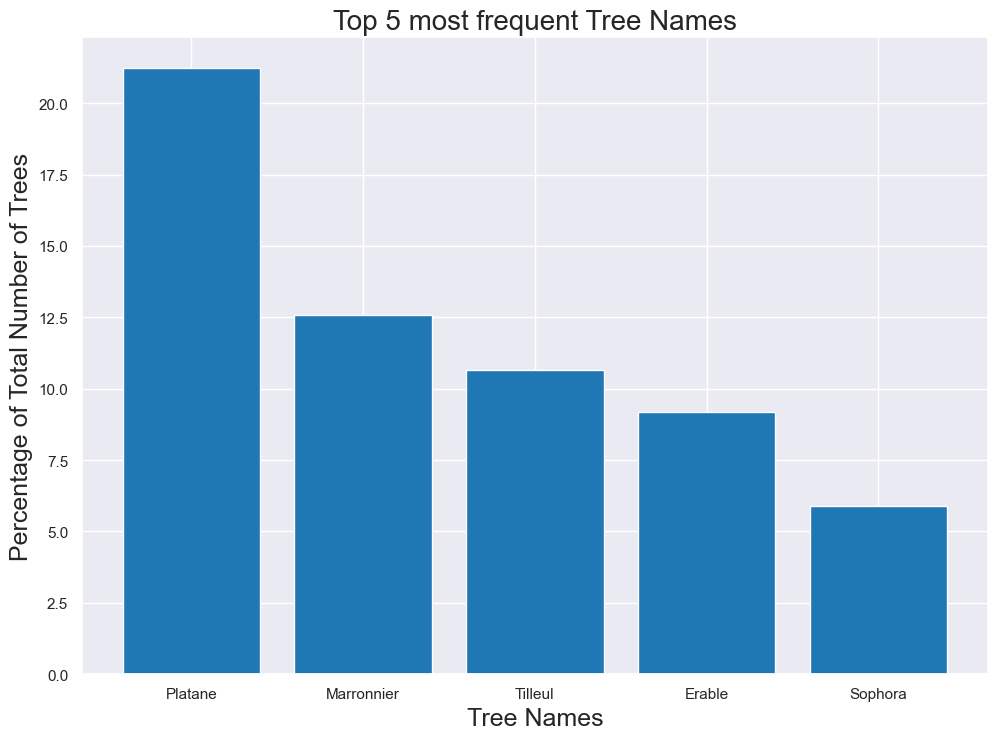 Top 5 most frequent Tree Names
Percentage of Total Number of Trees
20.0
17.5
15.0
12.5
10.0
7.5
5.0
2.5
0.0
Platane Marronnier Tilleul Erable Sophora
Tree Names